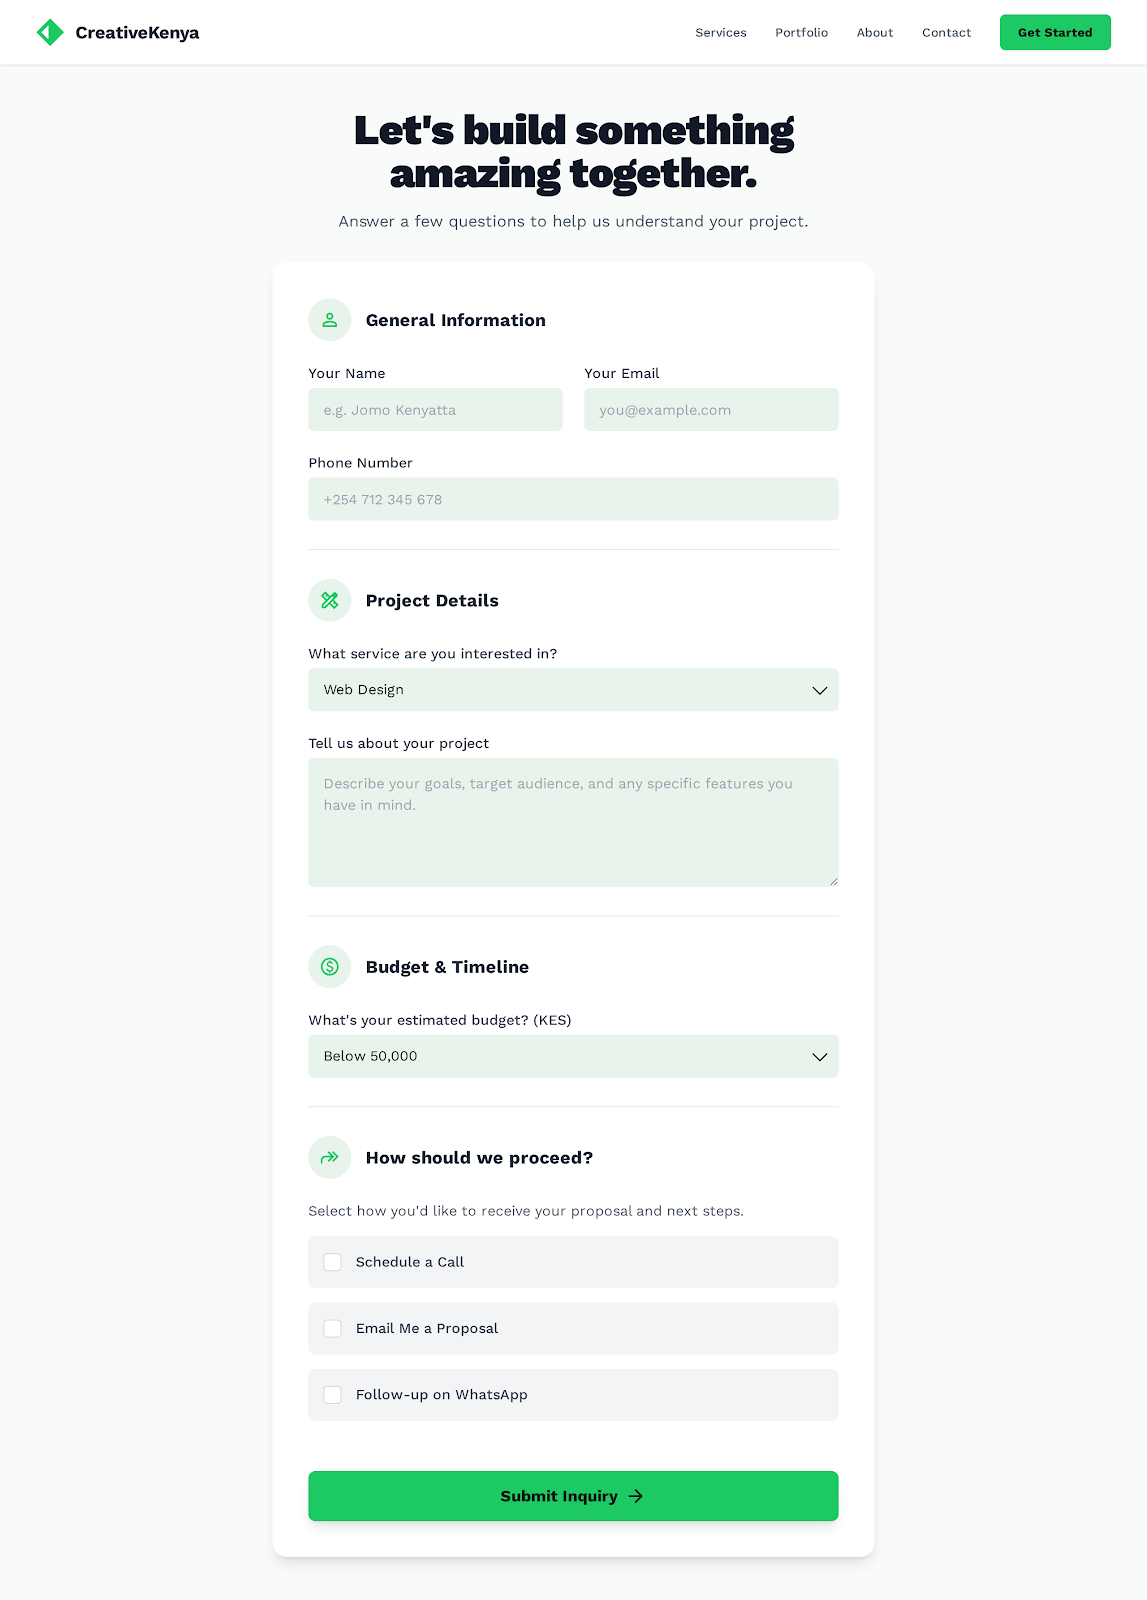 CreativeKenya
Services
Portfolio
About
Contact
Get Started
Let's build something
amazing together.
Answer a few questions to help us understand your project.
General Information
Your Name
Your Email
e.g. Jomo Kenyatta
you@example.com
Phone Number
+254 712 345 678
Project Details
What service are you interested in?
Web Design
Tell us about your project
Describe your goals, target audience, and any specific features you
have in mind.
Budget & Timeline
What's your estimated budget? (KES)
Below 50,000
How should we proceed?
Select how you'd like to receive your proposal and next steps.
Schedule a Call
Email Me a Proposal
Follow-up on WhatsApp
Submit Inquiry →